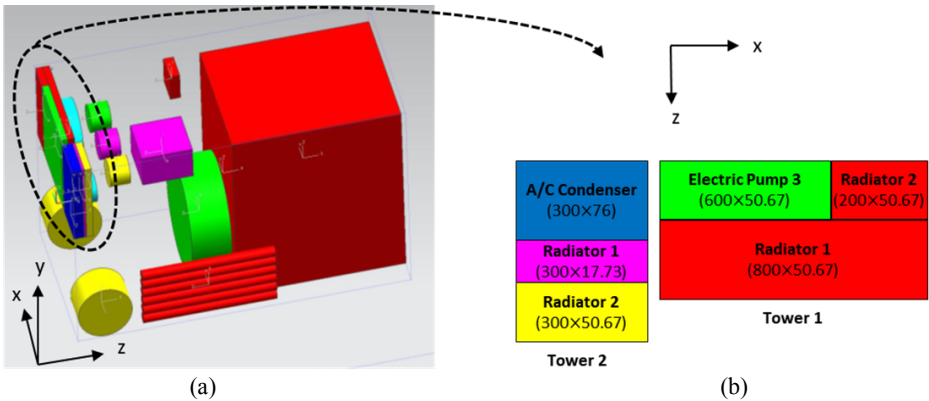 y
x
z
(a)
x
z
A/C Condenser
(300×76)
Radiator 1
(300×17.73)
Radiator 2
(300×50.67)
Tower 2
Electric Pump 3
(600×50.67)
Radiator 2
(200×50.67)
Radiator 1
(800×50.67)
Tower 1
(b)